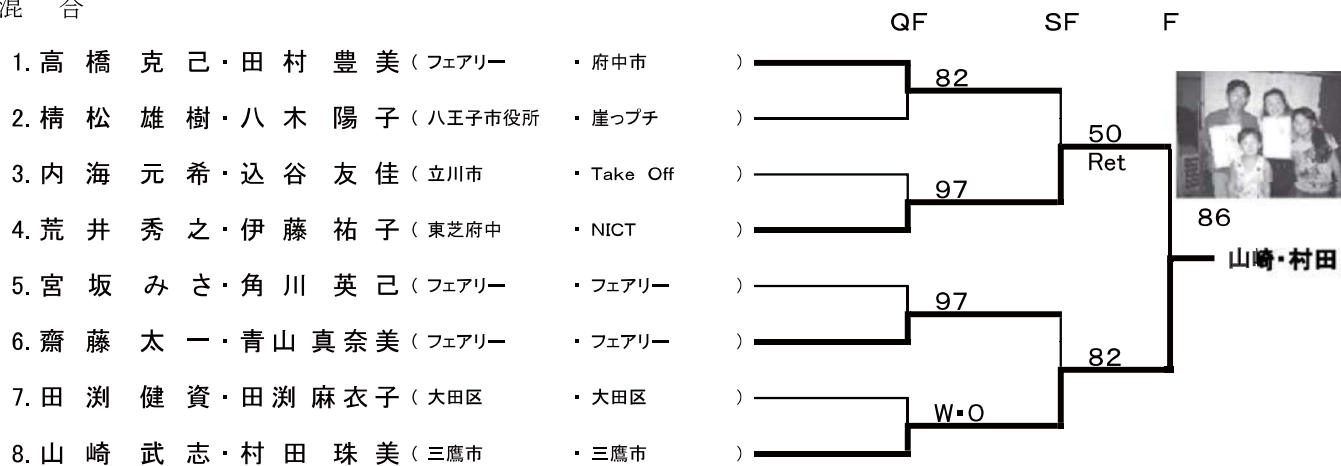 混 合
QF SF F
1. 高橋 克己・田村 豊美 ( フェアリー ・ 府中市 )
82
2. 楕松 雄樹・八木 陽子 ( 八王子市役所 ・ 崖っプチ )
50
Ret
3. 内海 元希・込谷 友佳 ( 立川市 ・ Take Off )
97
4. 荒井 秀之・伊藤 祐子 ( 東芝府中 ・ NICT )
86
山崎・村田
5. 宮坂 みさ・角川 英己 ( フェアリー ・ フェアリー )
97
6. 齋藤 太一・青山 真奈美 ( フェアリー ・ フェアリー )
82
7. 田渕 健資・田渕 麻衣子 ( 大田区 ・ 大田区 )
W・O
8. 山崎 武志・村田 珠美 ( 三鷹市 ・ 三鷹市 )